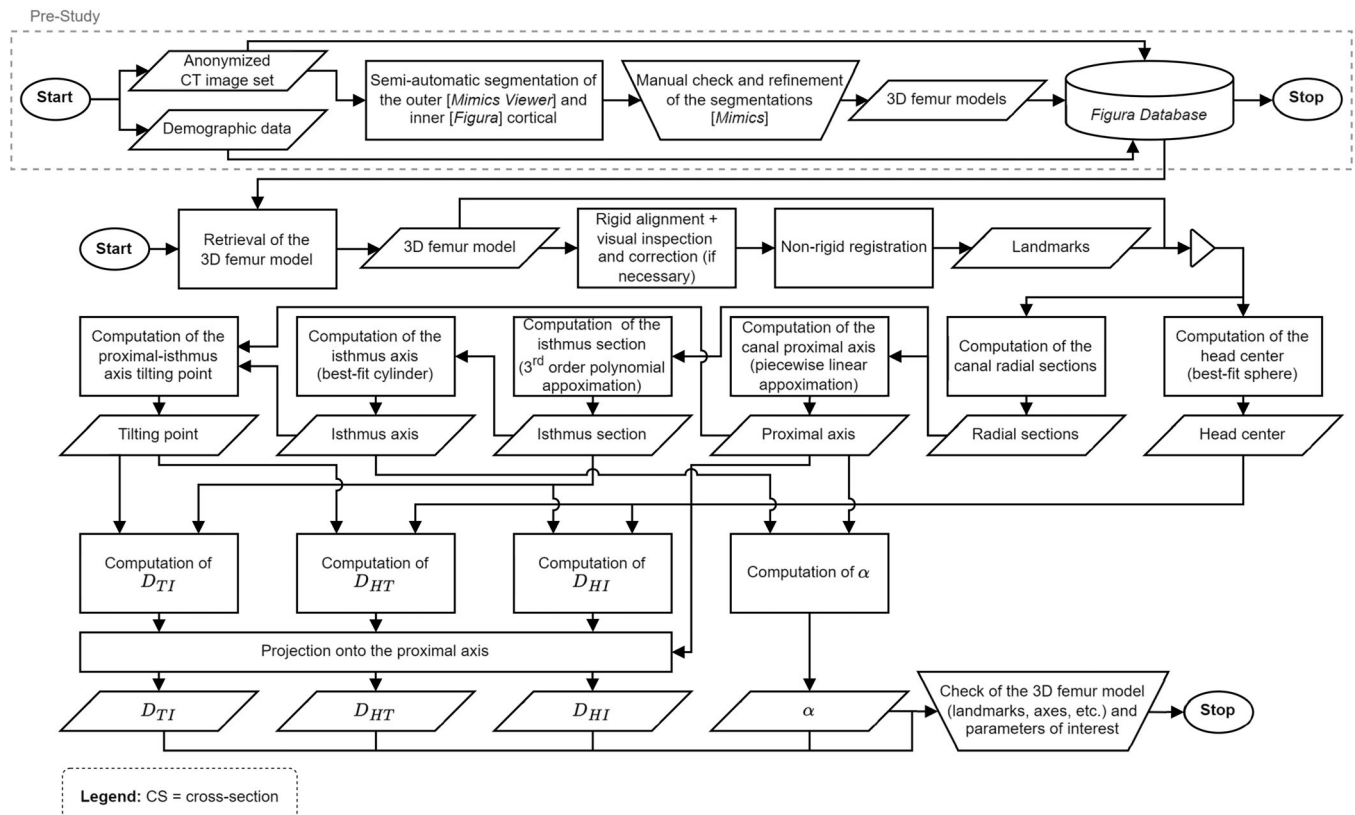 Pre-Study
Start
Anonymized
CT image set
Demographic data
Semi-automatic segmentation of
the outer [Mimics Viewer] and
inner [Figura] cortical
Manual check and refinement
of the segmentations
[Mimics]
3D femur models
Figura Database
Stop
Start
Retrieval of the
3D femur model
3D femur model
Rigid alignment +
visual inspection
and correction (if
necessary)
Non-rigid registration
Landmarks
Computation of the
proximal-isthmus
axis tilting point
Computation of the
isthmus axis
(best-fit cylinder)
Computation of the
isthmus section
(3rd order polynomial
appoximation)
Computation of the
canal proximal axis
(piecewise linear
appoximation)
Computation of the
canal radial sections
Computation of the
head center
(best-fit sphere)
Tilting point
Isthmus axis
Isthmus section
Proximal axis
Radial sections
Head center
Computation of
D_TI
Computation of
D_HT
Computation of
D_HI
Computation of α
Projection onto the proximal axis
D_TI
D_HT
D_HI
α
Check of the 3D femur model
(landmarks, axes, etc.) and
parameters of interest
Stop
Legend: CS = cross-section